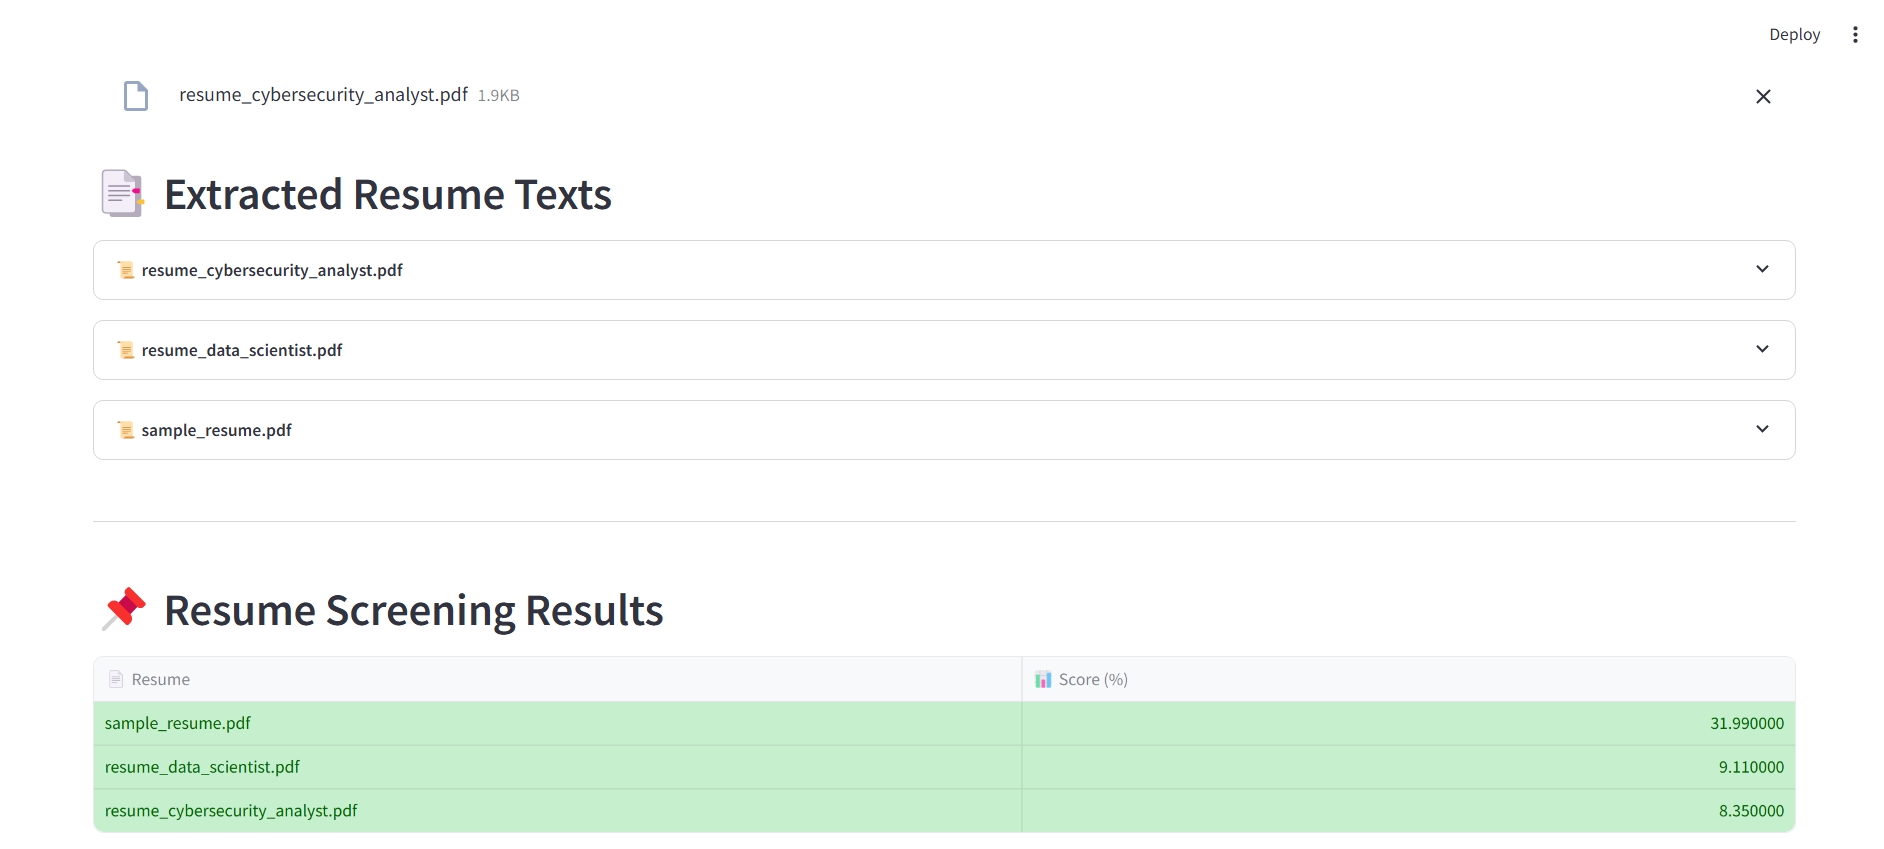 Deploy
resume_cybersecurity_analyst.pdf 1.9KB
Extracted Resume Texts
resume_cybersecurity_analyst.pdf
resume_data_scientist.pdf
sample_resume.pdf
Resume Screening Results
Resume Score (%)
sample_resume.pdf 31.990000
resume_data_scientist.pdf 9.110000
resume_cybersecurity_analyst.pdf 8.350000